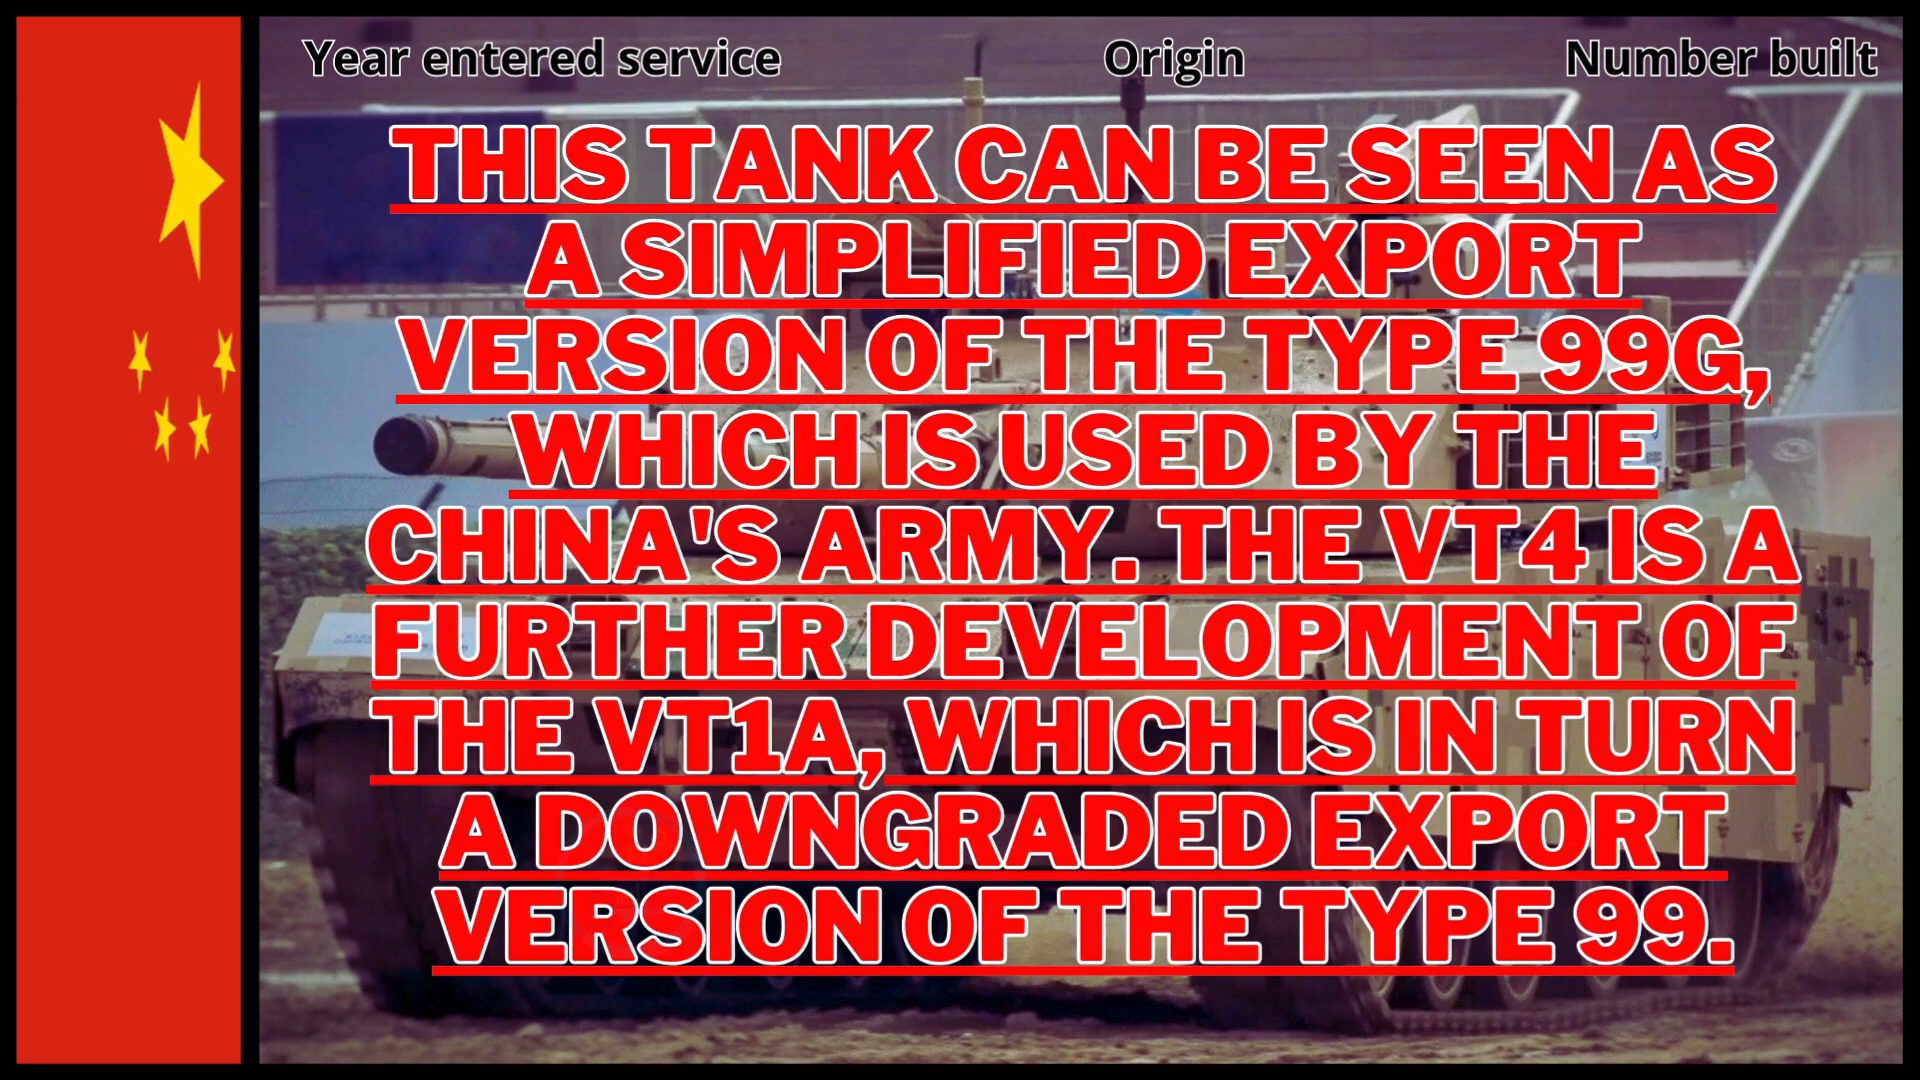 Year entered service Origin Number built
THIS TANK CAN BE SEEN AS
A SIMPLIFIED EXPORT
VERSION OF THE TYPE 99G,
WHICH IS USED BY THE
CHINA'S ARMY. THE VT4 IS A
FURTHER DEVELOPMENT OF
THE VT1A, WHICH IS IN TURN
A DOWNGRADED EXPORT
VERSION OF THE TYPE 99.